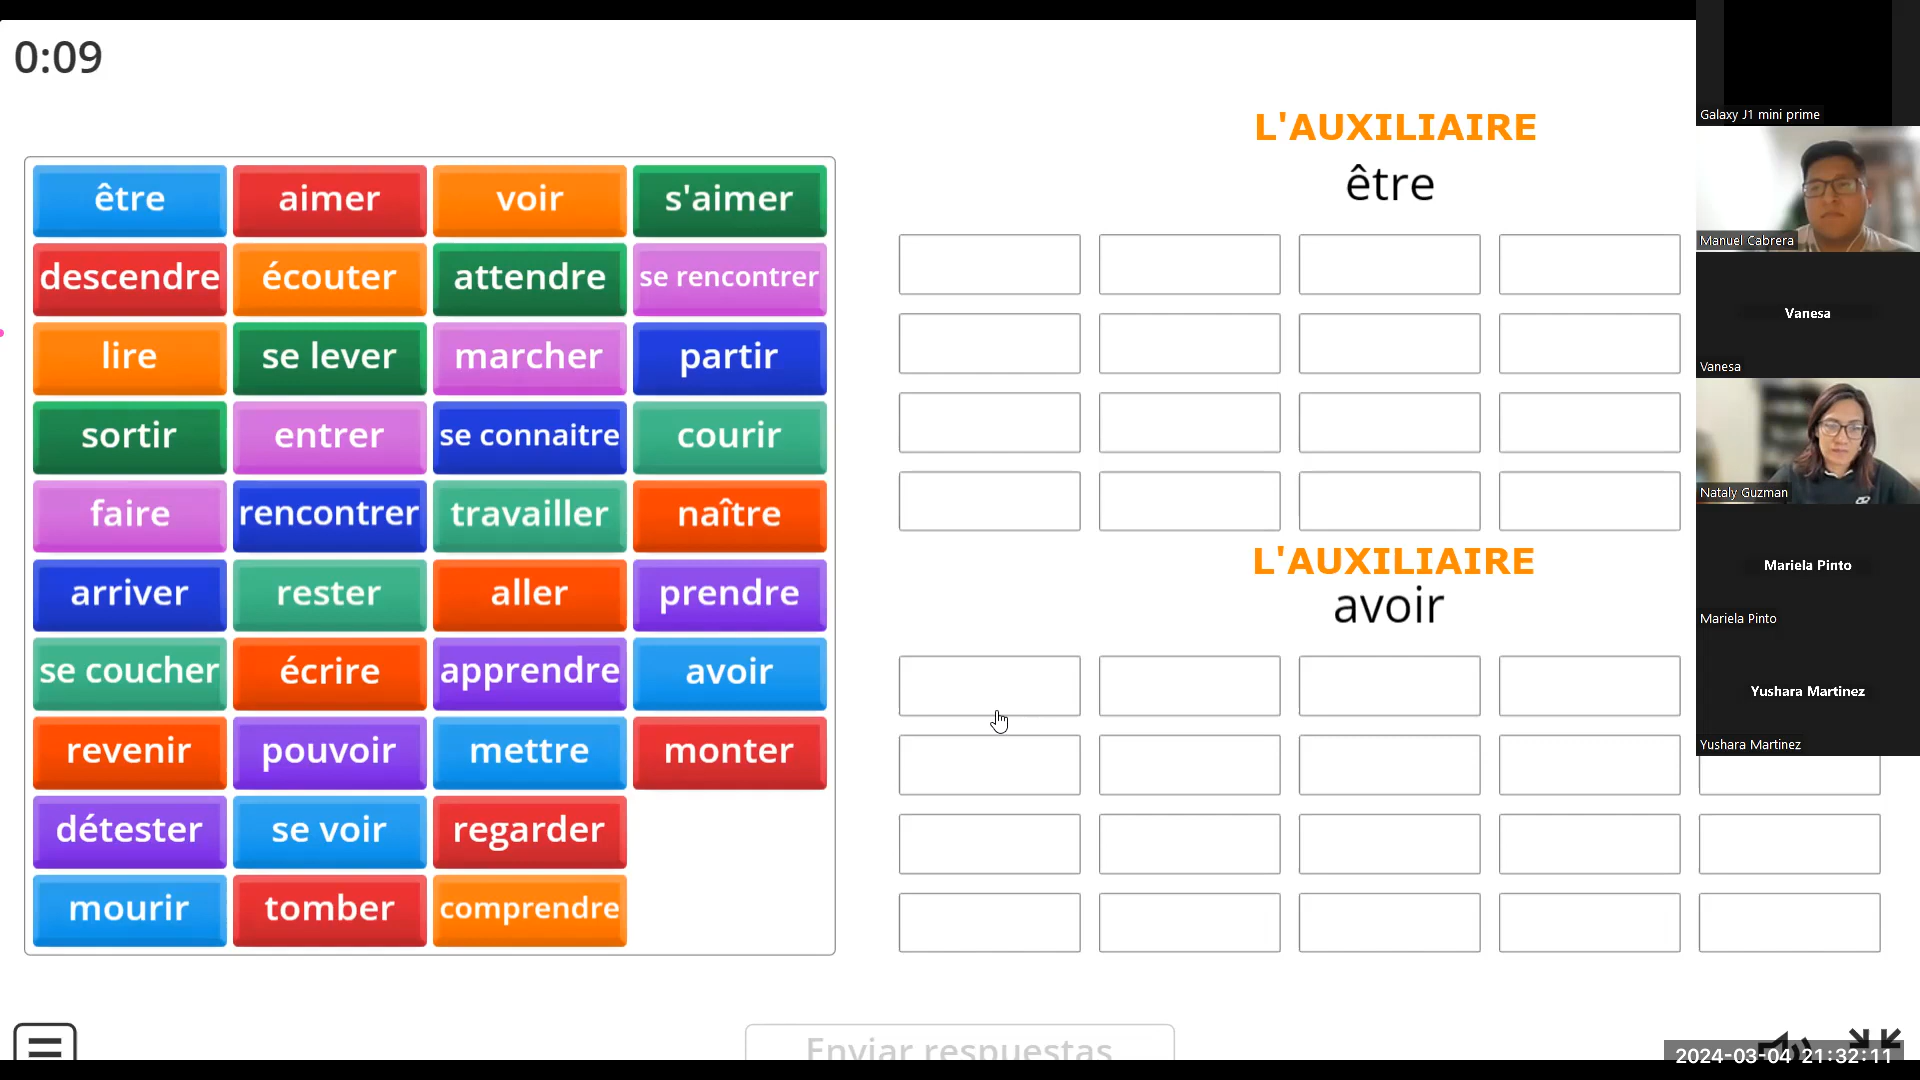 0:09
être aimer voir s'aimer
descendre écouter attendre se rencontrer
lire se lever marcher partir
sortir entrer se connaitre courir
faire rencontrer travailler naître
arriver rester aller prendre
se coucher écrire apprendre avoir
revenir pouvoir mettre monter
détester se voir regarder
mourir tomber comprendre
L'AUXILIAIRE
être
L'AUXILIAIRE
avoir
Enviar respuestas
Galaxy J1 mini prime
Manuel Cabrera
Vanesa
Vanesa
Nataly Guzman
Mariela Pinto
Mariela Pinto
Yushara Martinez
Yushara Martinez
2024-03-04 21:32:11